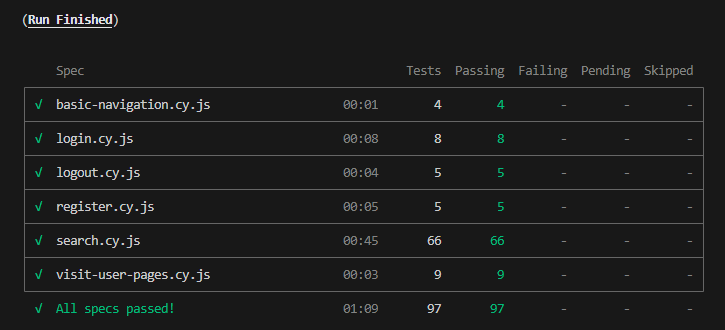 (Run Finished)
Spec Tests Passing Failing Pending Skipped
√ basic-navigation.cy.js 00:01 4 4 - - -
√ login.cy.js 00:08 8 8 - - -
√ logout.cy.js 00:04 5 5 - - -
√ register.cy.js 00:05 5 5 - - -
√ search.cy.js 00:45 66 66 - - -
√ visit-user-pages.cy.js 00:03 9 9 - - -
√ All specs passed! 01:09 97 97 - - -